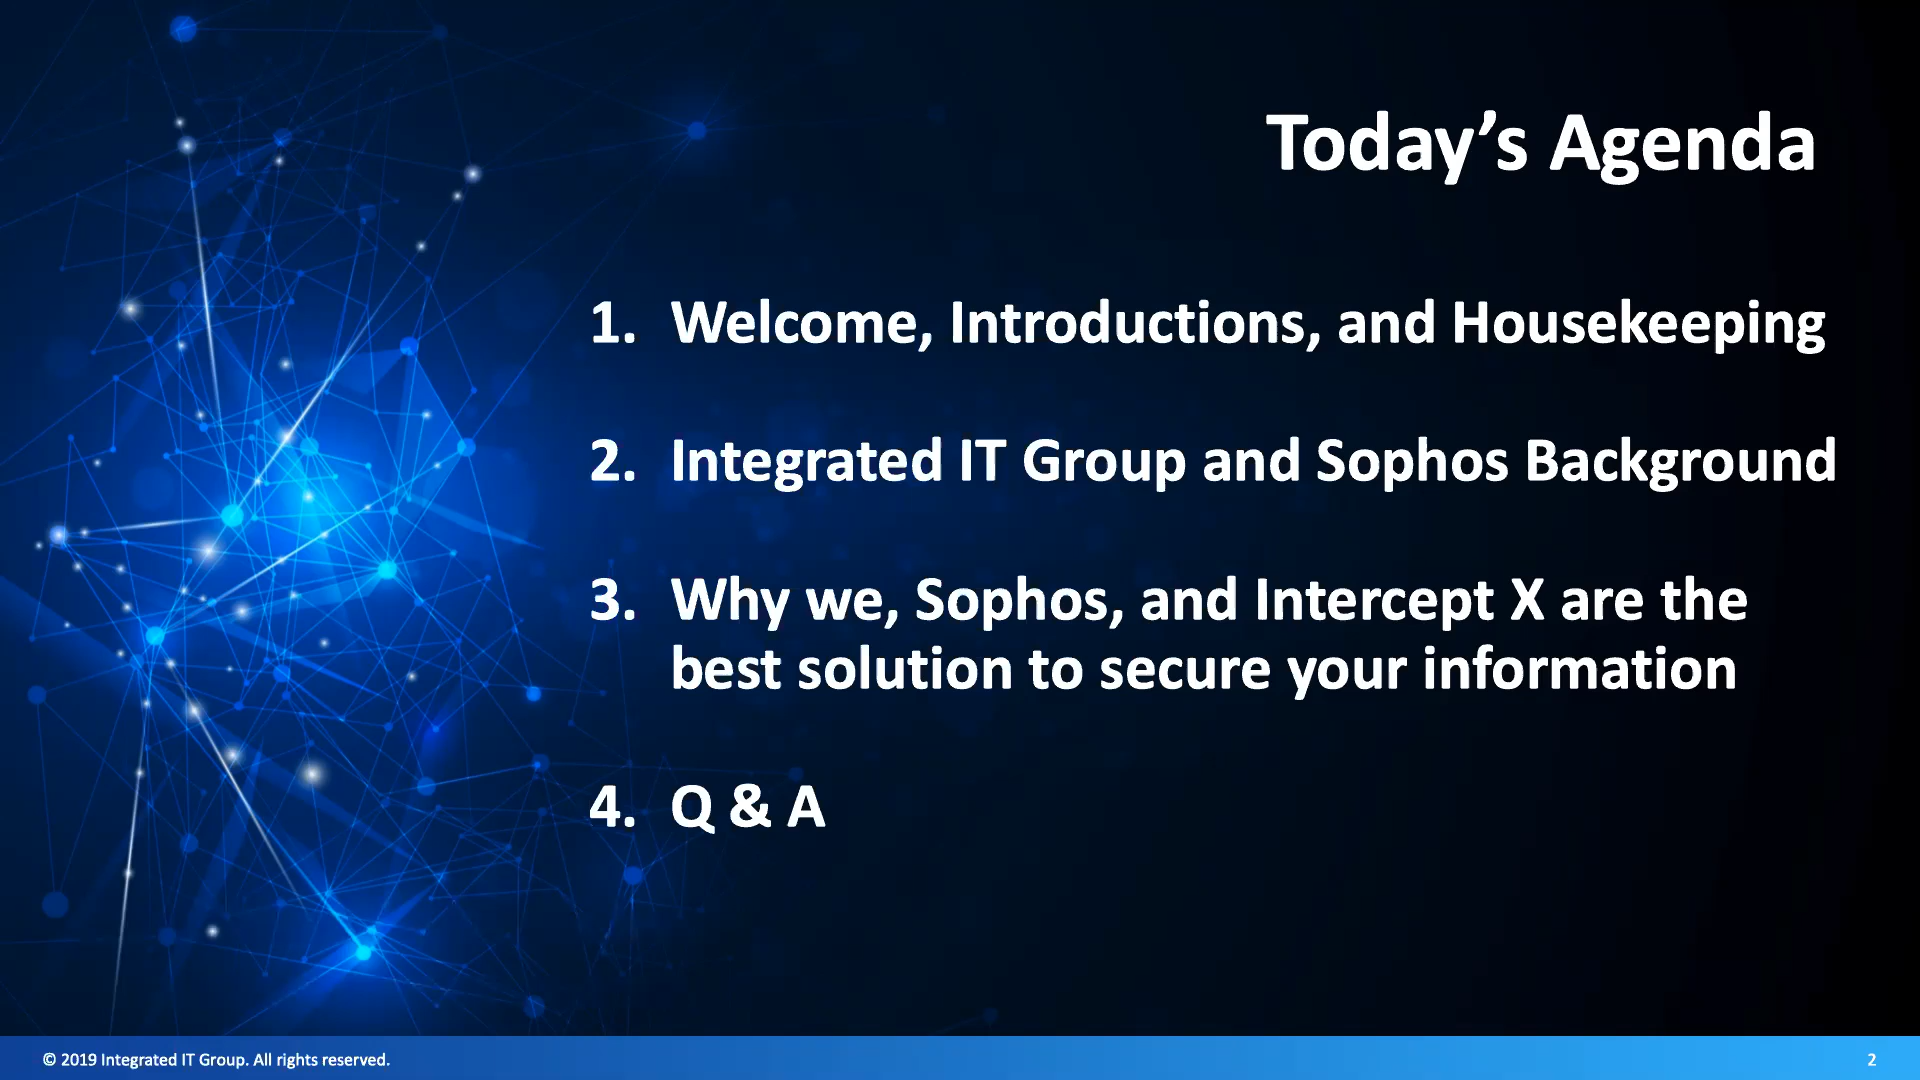 Today’s Agenda
1. Welcome, Introductions, and Housekeeping
2. Integrated IT Group and Sophos Background
3. Why we, Sophos, and Intercept X are the
best solution to secure your information
4. Q & A
© 2019 Integrated IT Group. All rights reserved.
2